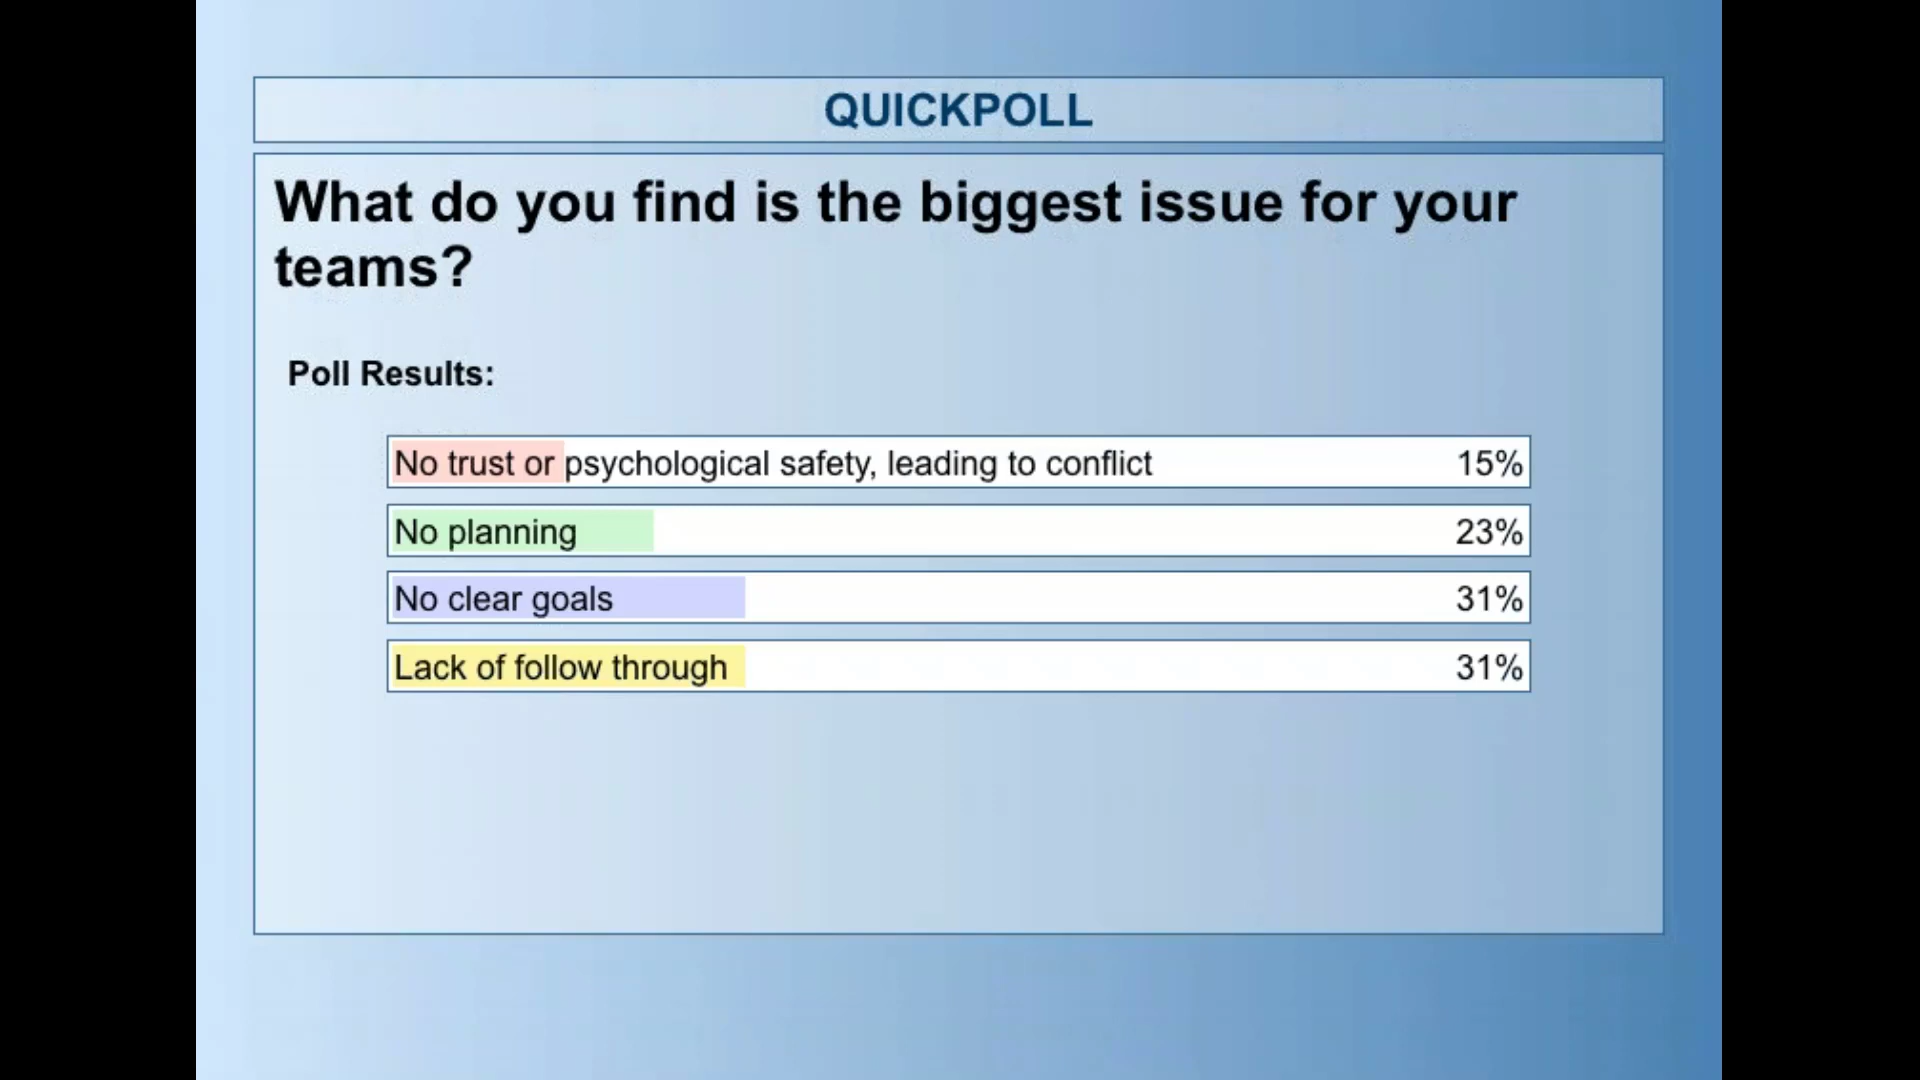 QUICKPOLL
What do you find is the biggest issue for your
teams?
Poll Results:
No trust or psychological safety, leading to conflict 15%
No planning 23%
No clear goals 31%
Lack of follow through 31%